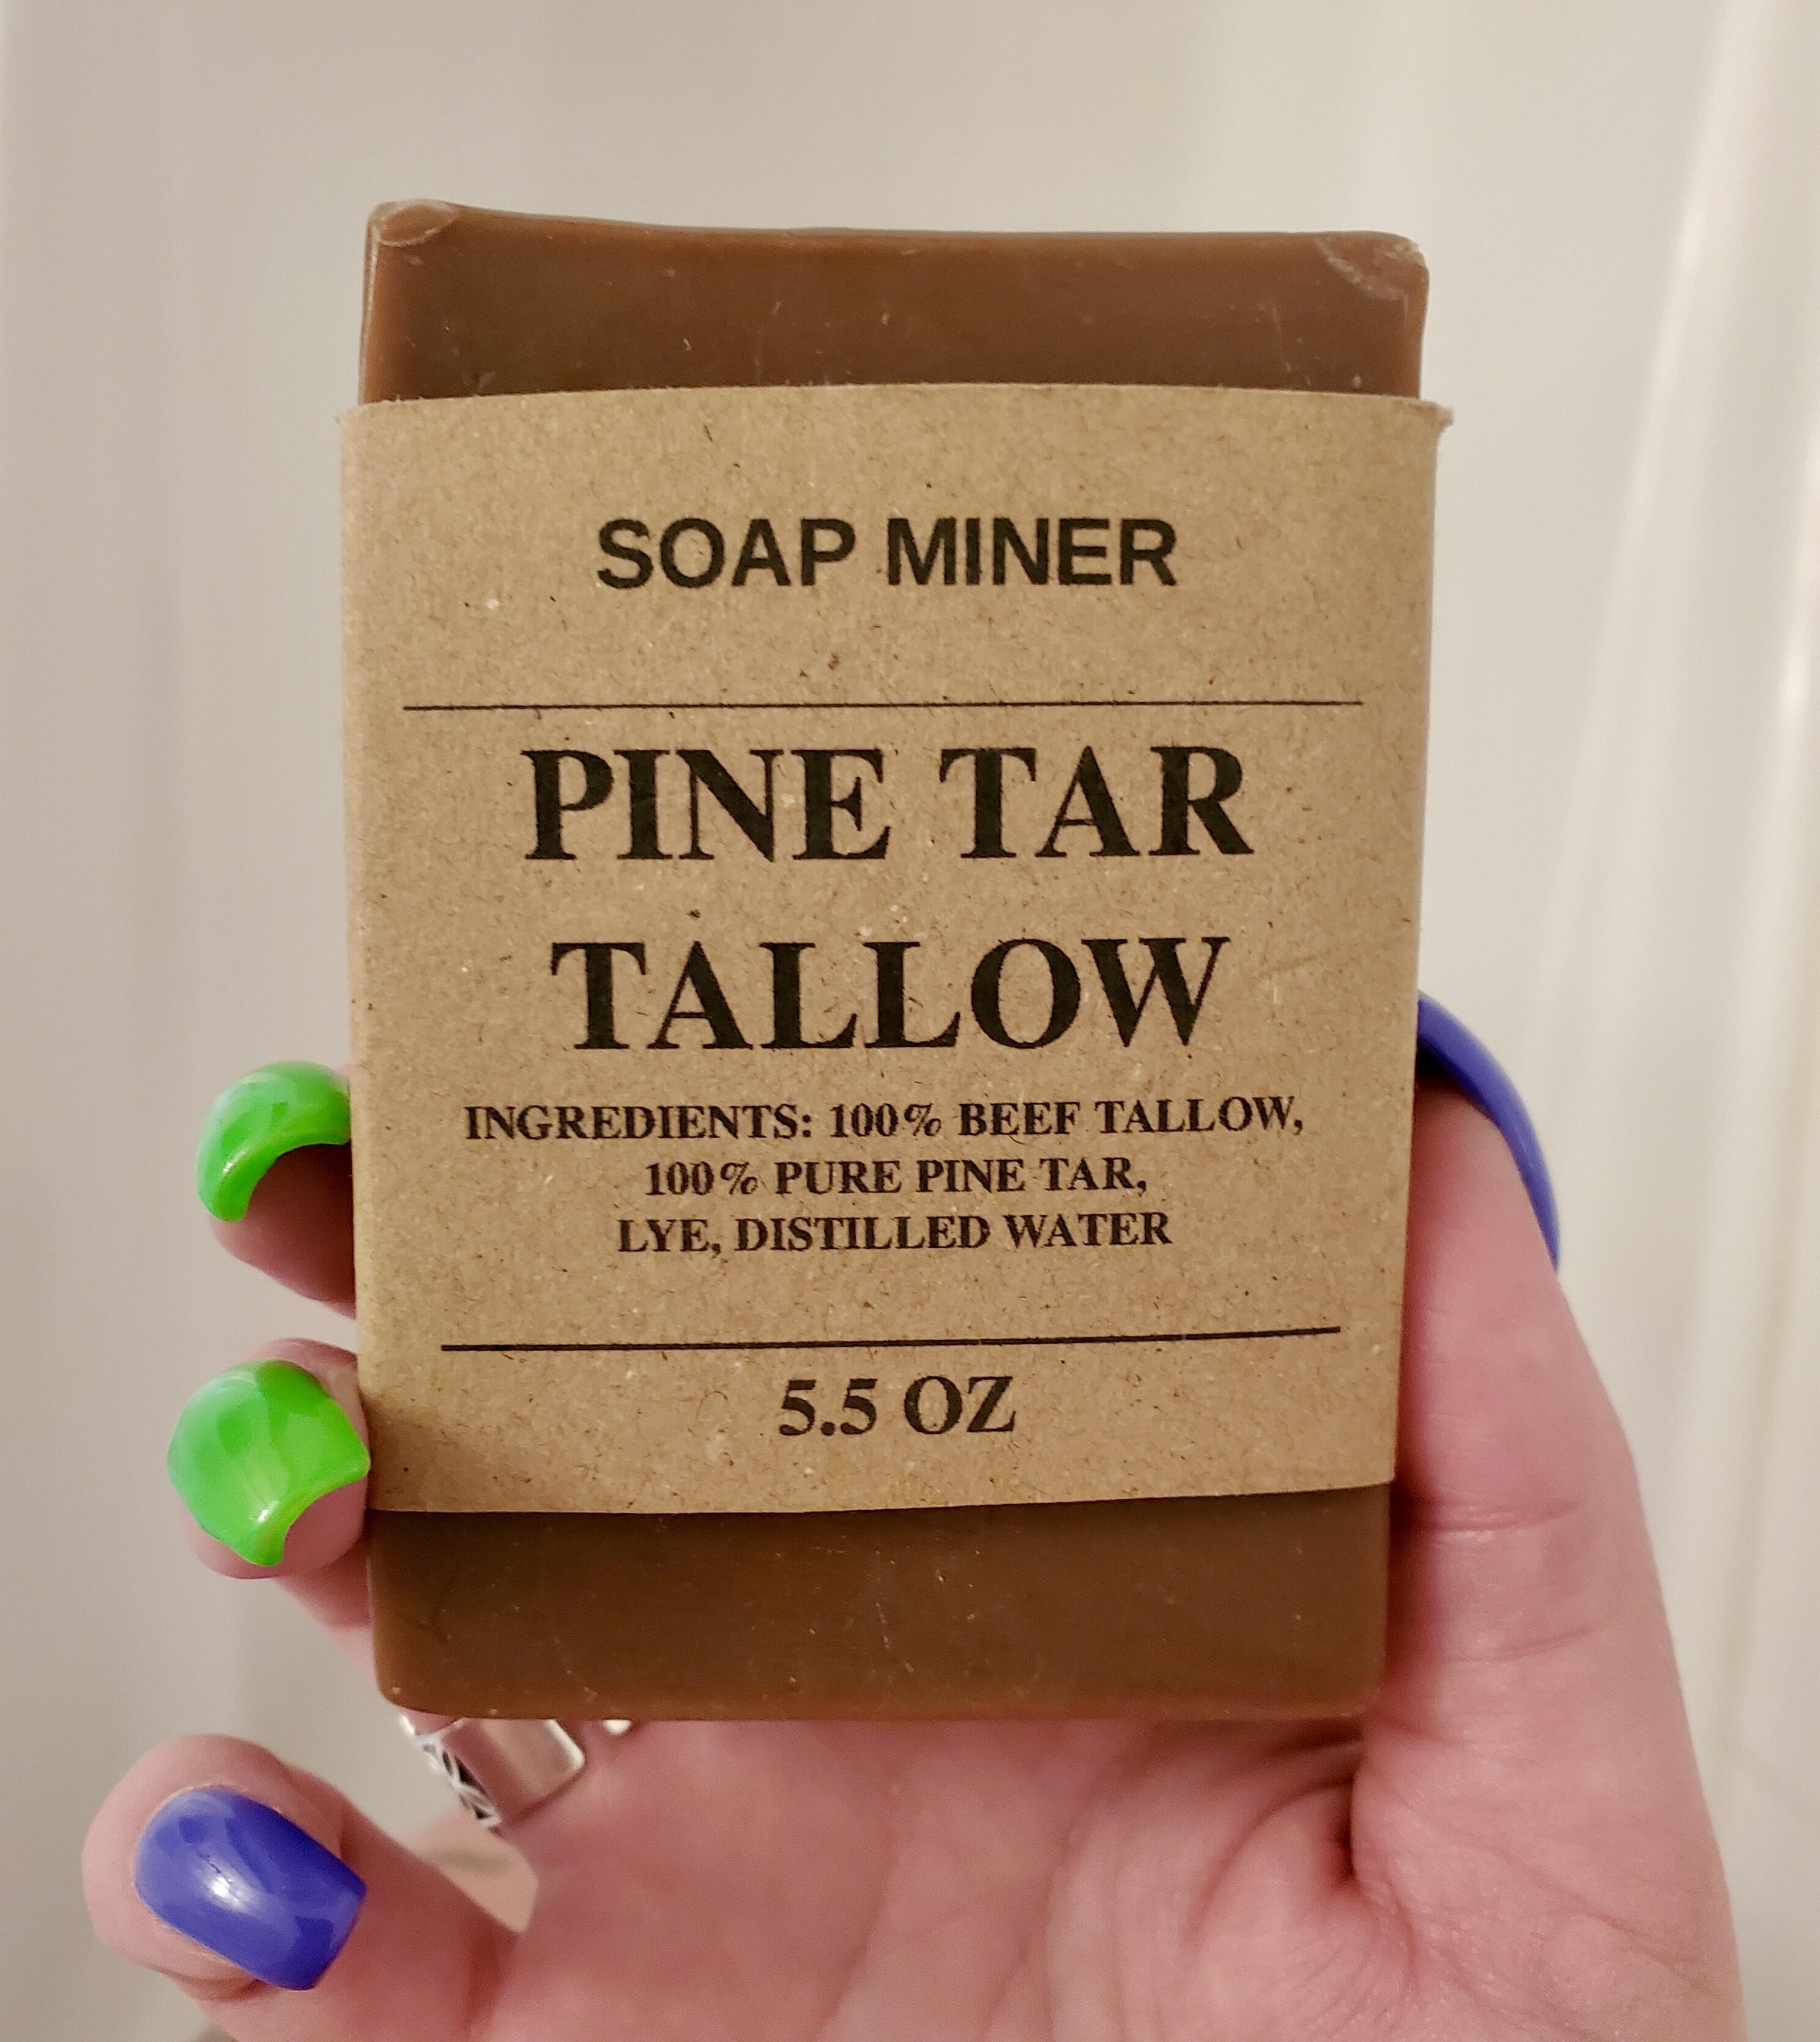 SOAP MINER
PINE TAR
TALLOW
INGREDIENTS: 100% BEEF TALLOW,
100% PURE PINE TAR,
LYE, DISTILLED WATER
5.5 OZ